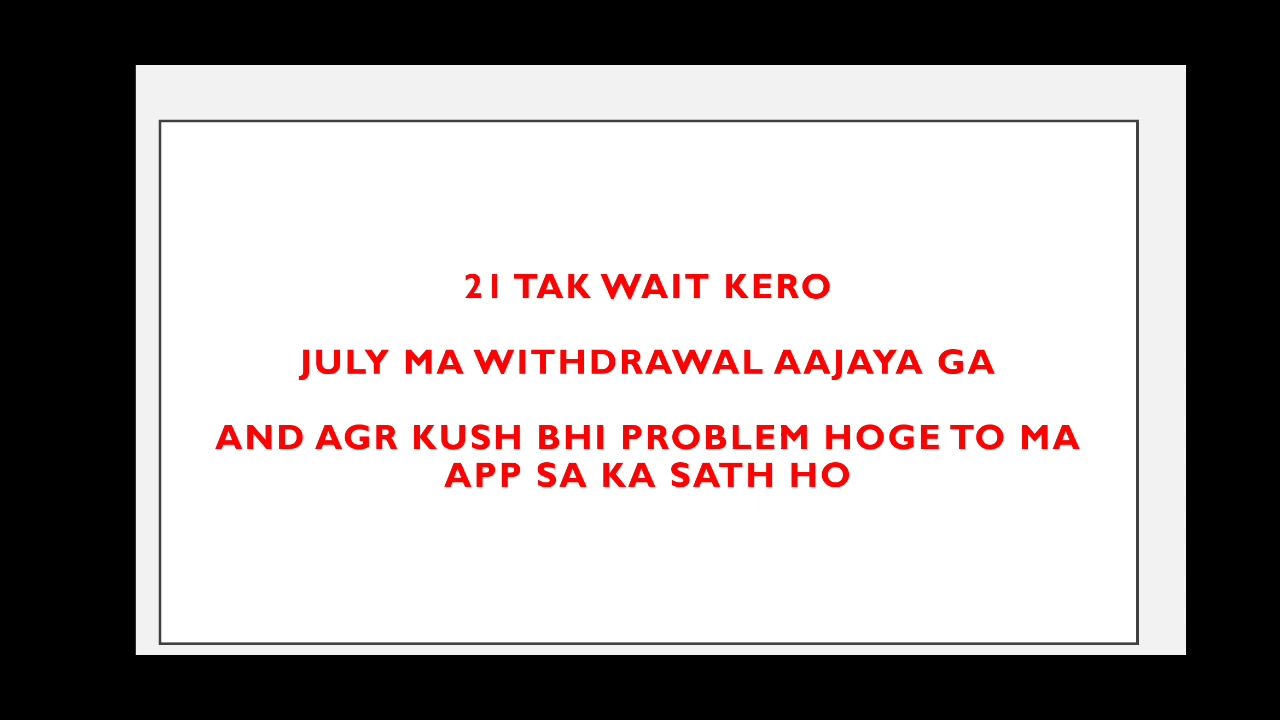 21 TAK WAIT KERO
JULY MA WITHDRAWAL AAJAYA GA
AND AGR KUSH BHI PROBLEM HOGE TO MA
APP SA KA SATH HO